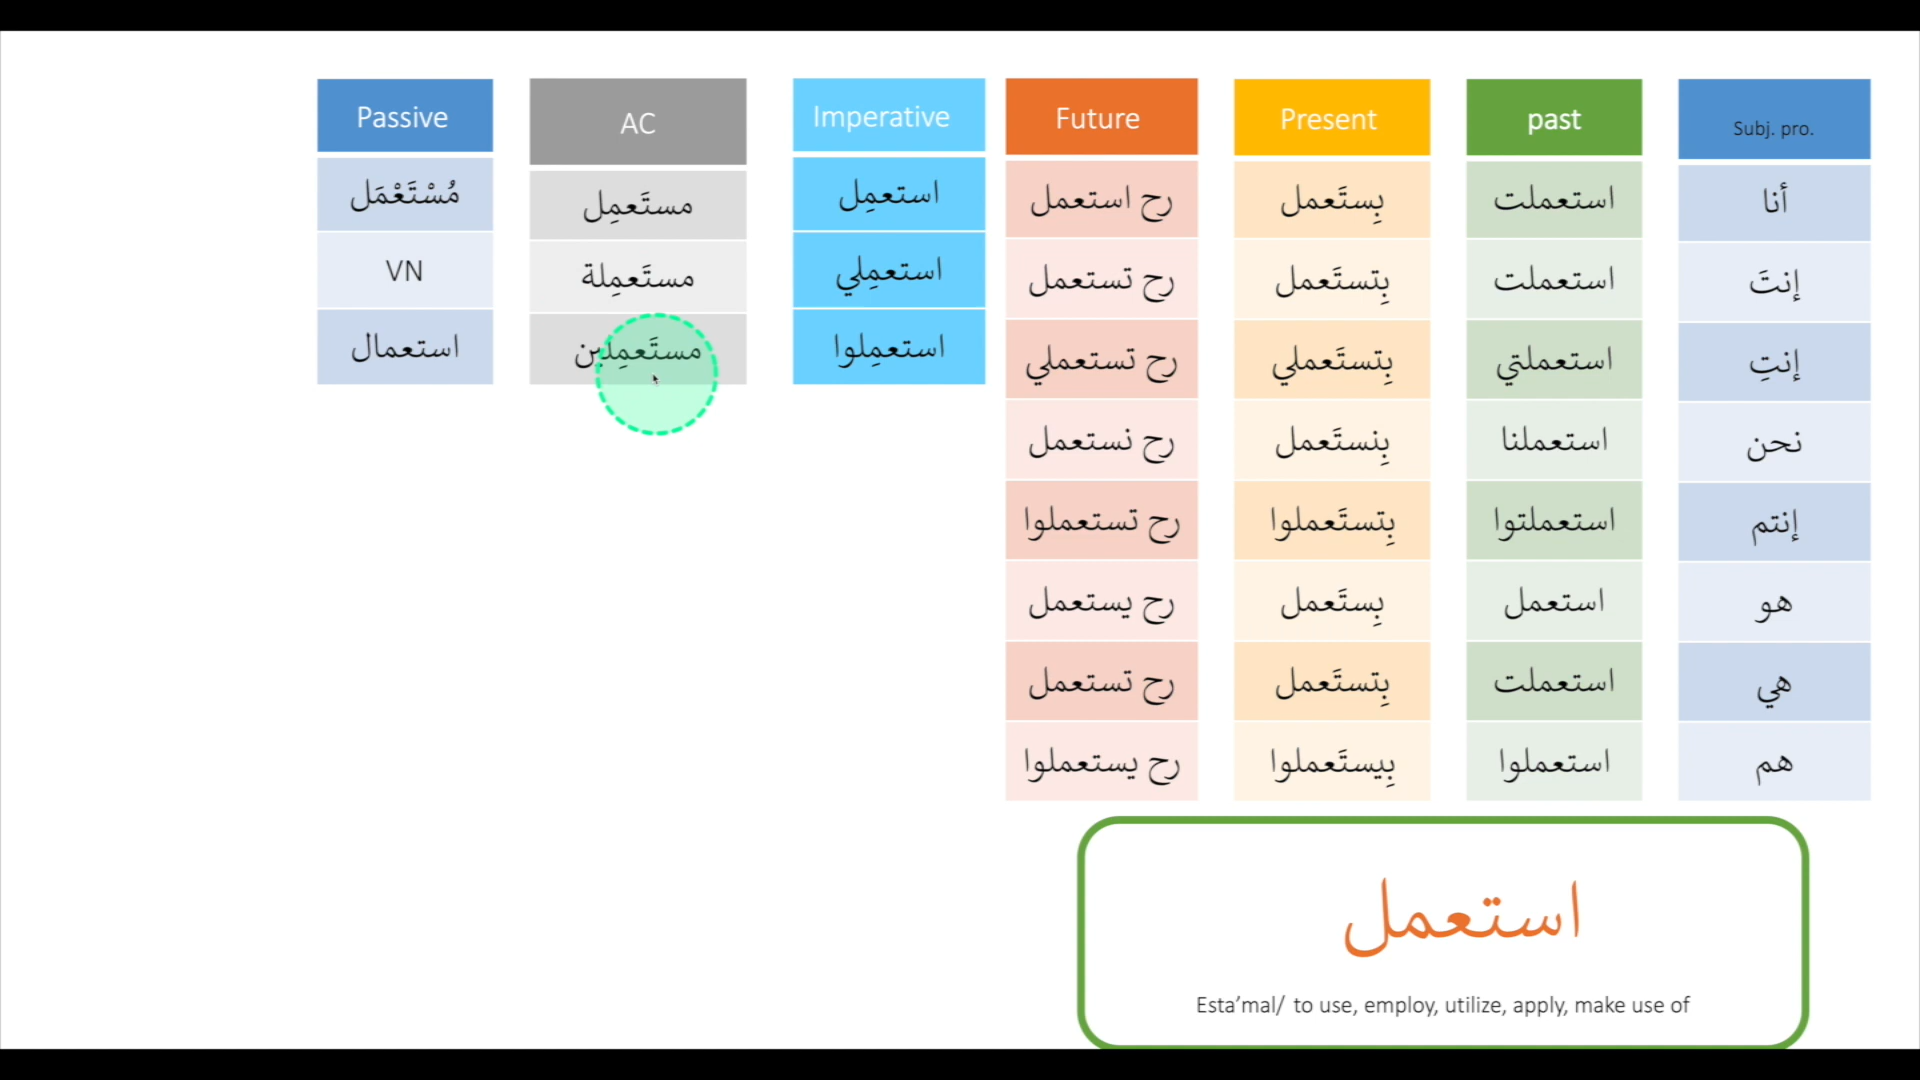 Passive AC Imperative Future Present past Subj. pro.
أنا استعملت بِستَعمل رح استعمل استعمِل مستَعمِل مُسْتَعْمَل
إنتَ استعملت بِتستَعمل رح تستعمل استعمِلي مستَعمِلة VN
إنتِ استعملتي بِتستَعملي رح تستعملي استعمِلوا مستَعمِلين استعمال
نحن استعملنا بِنستَعمل رح نستعمل
إنتم استعملتوا بِتستَعملوا رح تستعملوا
هو استعمل بِستَعمل رح يستعمل
هي استعملت بِتستَعمل رح تستعمل
هم استعملوا بِيستَعملوا رح يستعملوا
استعمل
Esta’mal/ to use, employ, utilize, apply, make use of